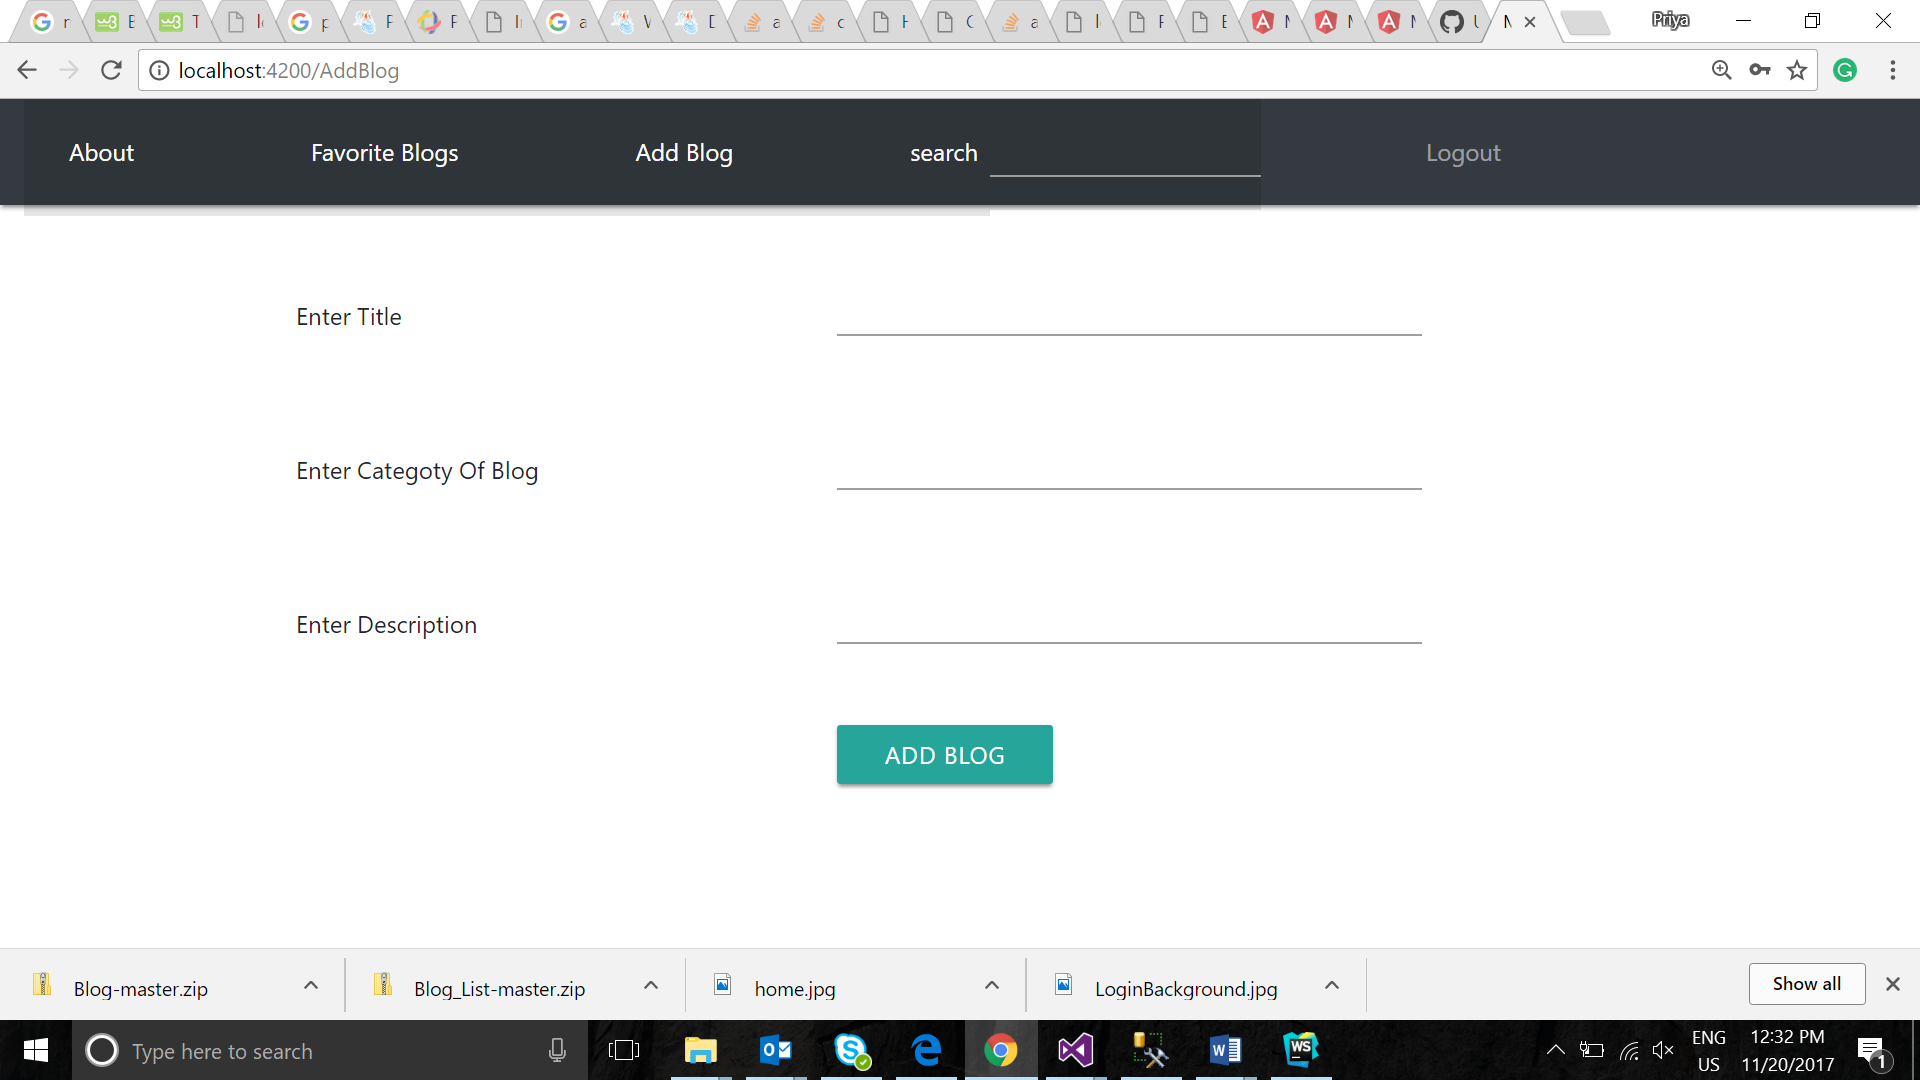 Priya
localhost:4200/AddBlog
About
Favorite Blogs
Add Blog
search
Logout
Enter Title
Enter Categoty Of Blog
Enter Description
ADD BLOG
Blog-master.zip
Blog_List-master.zip
home.jpg
LoginBackground.jpg
Show all
Type here to search
ENG
US
12:32 PM
11/20/2017
1